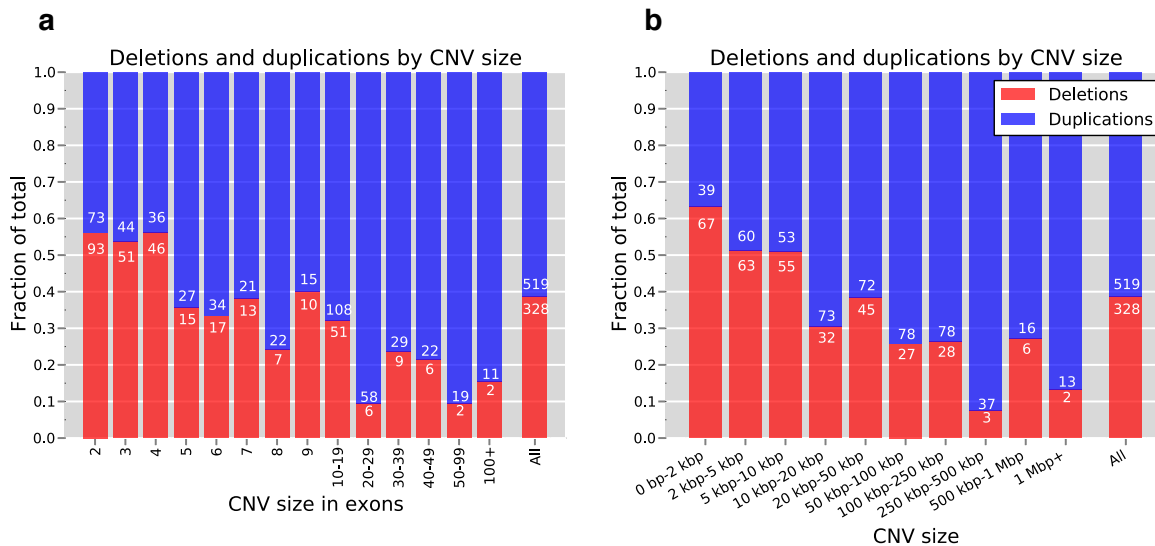 a
Deletions and duplications by CNV size
Fraction of total
1.0
0.9
0.8
0.7
0.6
0.5
0.4
0.3
0.2
0.1
0.0
73 44 36 27 34 21 22 15 108 58 29 22 19 11 519
93 51 46 15 17 13 7 10 51 6 9 6 2 2 328
2 3 4 5 6 7 8 9 10-19 20-29 30-39 40-49 50-99 100+ All
CNV size in exons
b
Deletions and duplications by CNV size
Deletions
Duplications
Fraction of total
1.0
0.9
0.8
0.7
0.6
0.5
0.4
0.3
0.2
0.1
0.0
39 60 53 73 72 78 78 37 16 13 519
67 63 55 32 45 27 28 3 6 2 328
0 bp-2 kbp 2 kbp-5 kbp 5 kbp-10 kbp 10 kbp-20 kbp 20 kbp-50 kbp 50 kbp-100 kbp 100 kbp-250 kbp 250 kbp-500 kbp 500 kbp-1 Mbp 1 Mbp+ All
CNV size